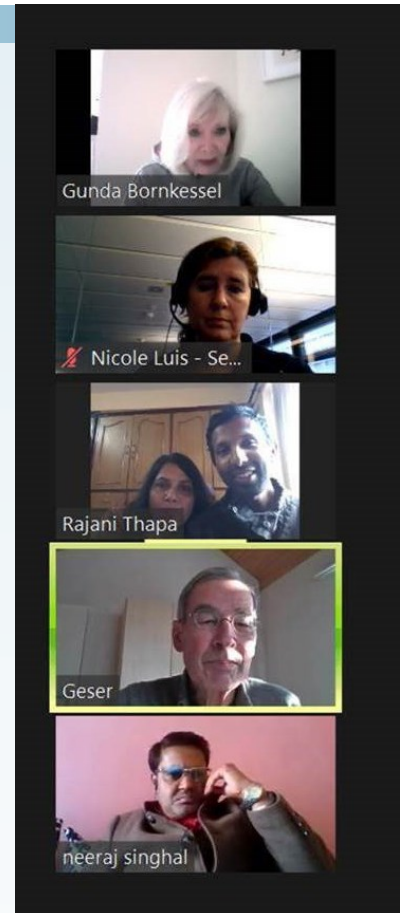 Gunda Bornkessel
Nicole Luis - Se...
Rajani Thapa
Geser
neeraj singhal